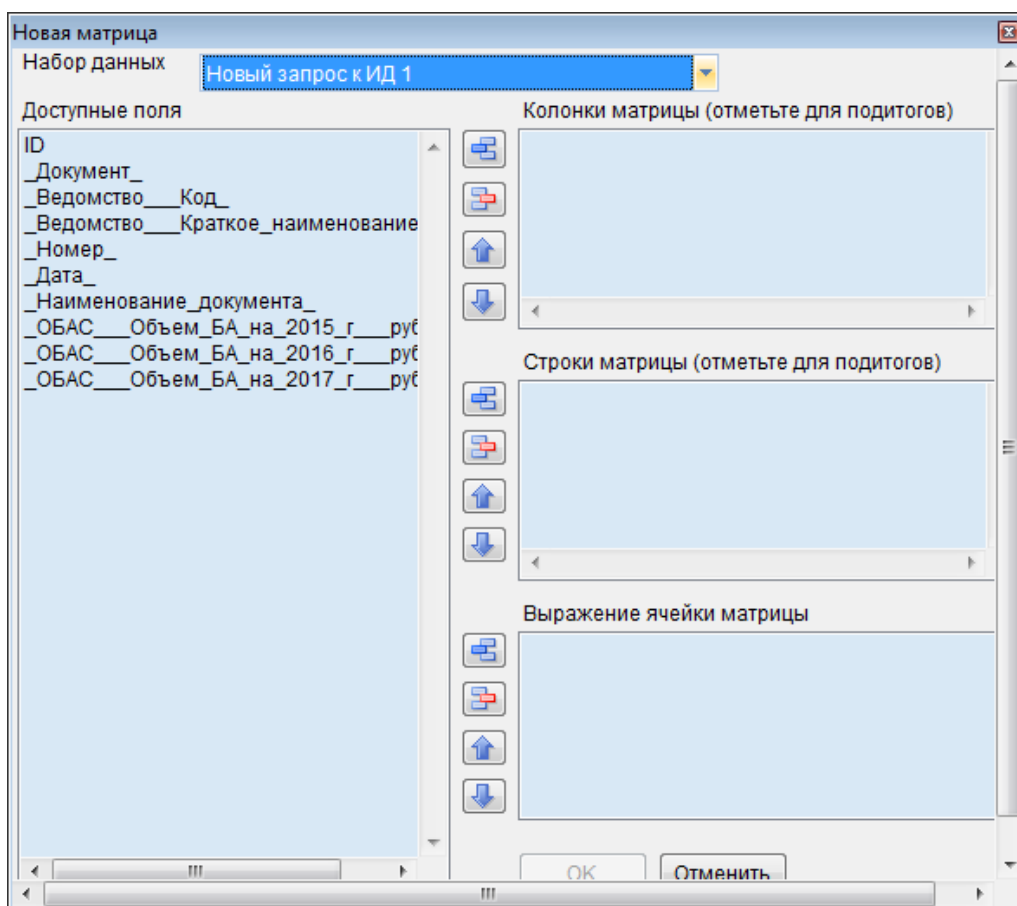 Новая матрица
Набор данных
Новый запрос к ИД 1
Доступные поля
ID
_Документ_
_Ведомство___Код_
_Ведомство___Краткое_наименование
_Номер_
_Дата_
_Наименование_документа_
_ОБАС___Объем_БА_на_2015_г___руб
_ОБАС___Объем_БА_на_2016_г___руб
_ОБАС___Объем_БА_на_2017_г___руб
Колонки матрицы (отметьте для подитогов)
Строки матрицы (отметьте для подитогов)
Выражение ячейки матрицы
OK
Отменить